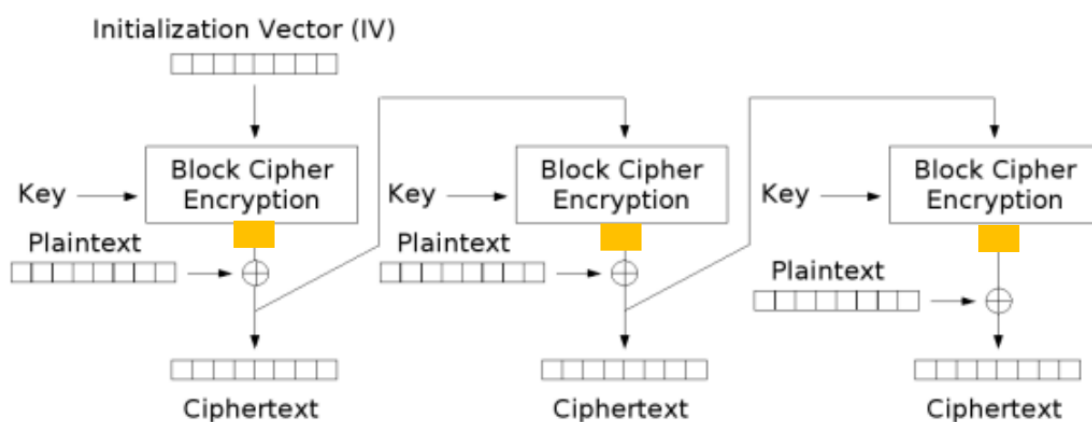 Initialization Vector (IV)
Block Cipher
Encryption
Key
Plaintext
Ciphertext
Block Cipher
Encryption
Key
Plaintext
Ciphertext
Block Cipher
Encryption
Key
Plaintext
Ciphertext